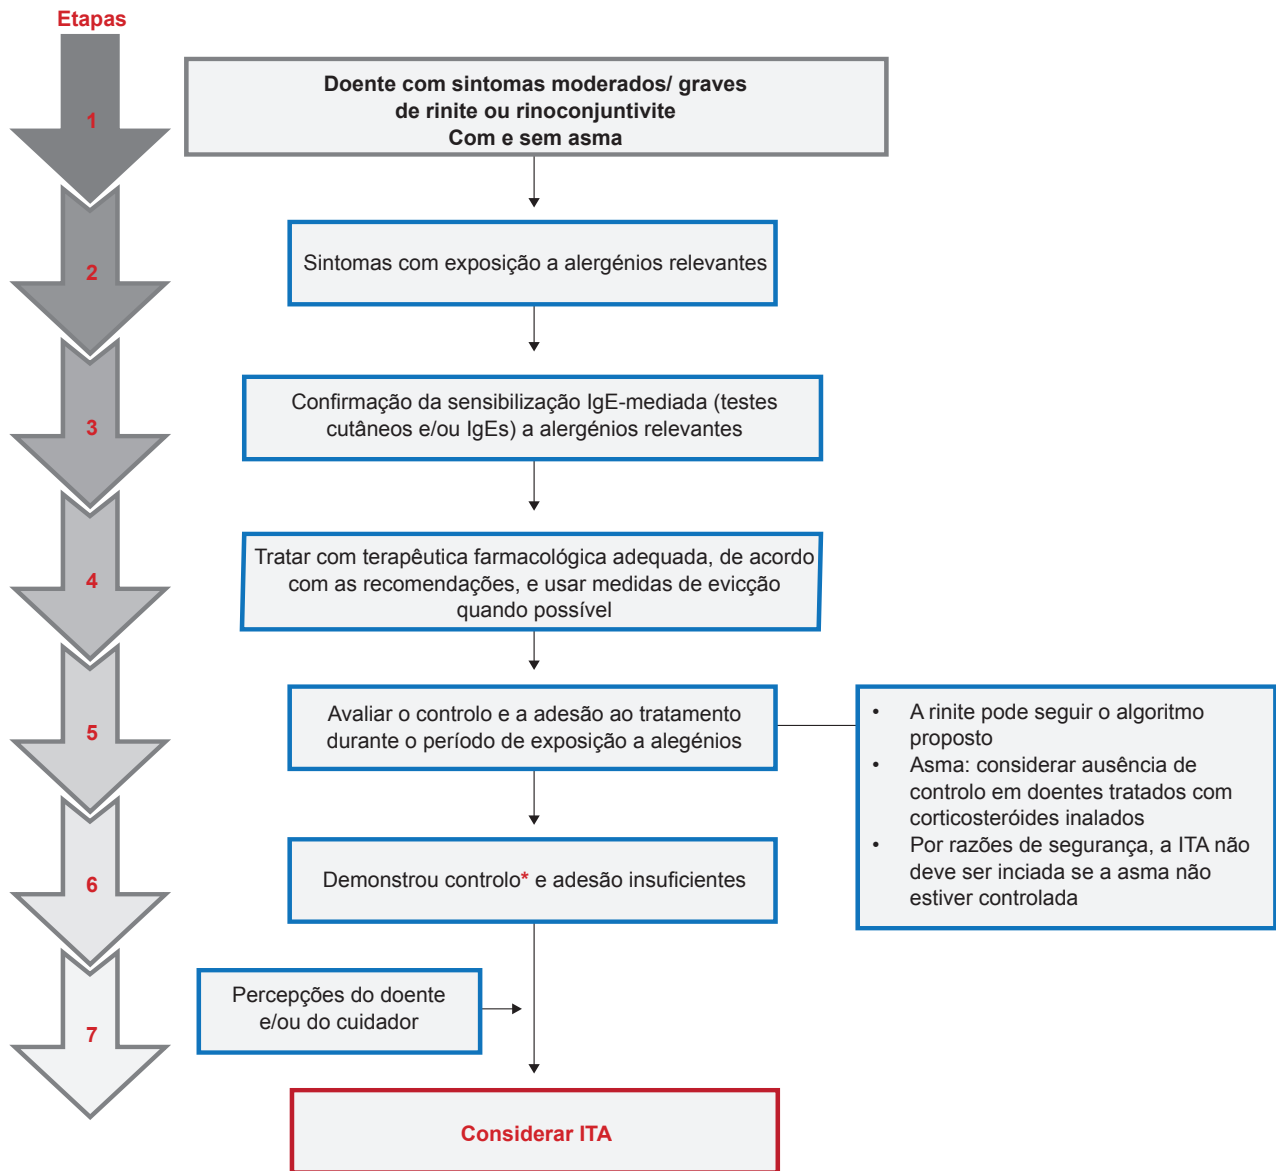 Etapas
1
Doente com sintomas moderados/ graves
de rinite ou rinoconjuntivite
Com e sem asma
2
Sintomas com exposição a alergénios relevantes
3
Confirmação da sensibilização IgE-mediada (testes
cutâneos e/ou IgEs) a alergénios relevantes
4
Tratar com terapêutica farmacológica adequada, de acordo
com as recomendações, e usar medidas de evicção
quando possível
5
Avaliar o controlo e a adesão ao tratamento
durante o período de exposição a alegénios
• A rinite pode seguir o algoritmo
proposto
• Asma: considerar ausência de
controlo em doentes tratados com
corticosteróides inalados
• Por razões de segurança, a ITA não
deve ser inciada se a asma não
estiver controlada
6
Demonstrou controlo* e adesão insuficientes
7
Percepções do doente
e/ou do cuidador
Considerar ITA